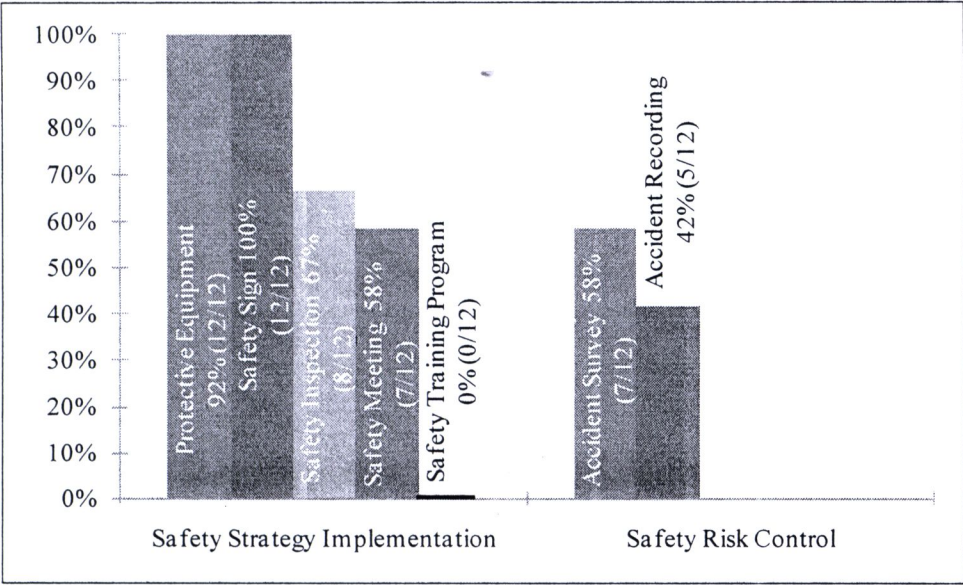 100%
90%
80%
70%
60%
50%
40%
30%
20%
10%
0%
Protective Equipment
92% (12/12)
Safety Sign 100%
(12/12)
Safety Inspection 67%
(8/12)
Safety Meeting 58%
(7/12)
Safety Training Program
0% (0/12)
Accident Survey 58%
(7/12)
Accident Recording
42% (5/12)
Safety Strategy Implementation
Safety Risk Control